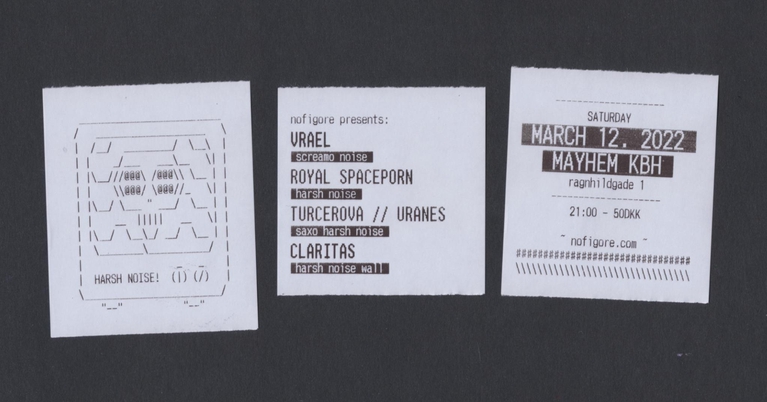 HARSH NOISE!
nofigore presents:
VRAEL
screamo noise
ROYAL SPACEPORN
harsh noise
TURCEROVA // URANES
saxo harsh noise
CLARITAS
harsh noise wall
SATURDAY
MARCH 12. 2022
MAYHEM KBH
ragnhildgade 1
21:00 - 50DKK
~ nofigore.com ~